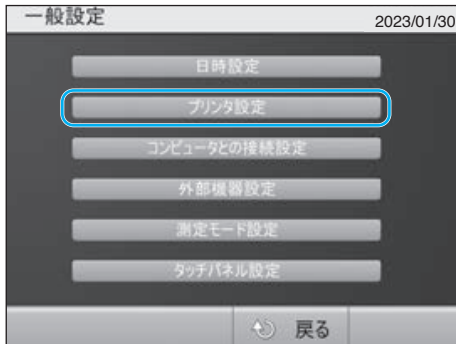 一般設定
2023/01/30
日時設定
プリンタ設定
コンピュータとの接続設定
外部機器設定
測定モード設定
タッチパネル設定
戻る